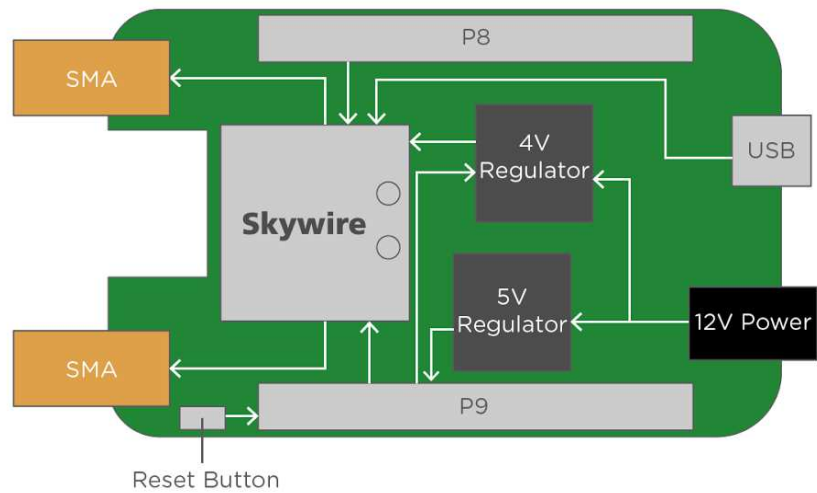 P8
SMA
4V
Regulator
USB
Skywire
5V
Regulator
12V Power
SMA
P9
Reset Button